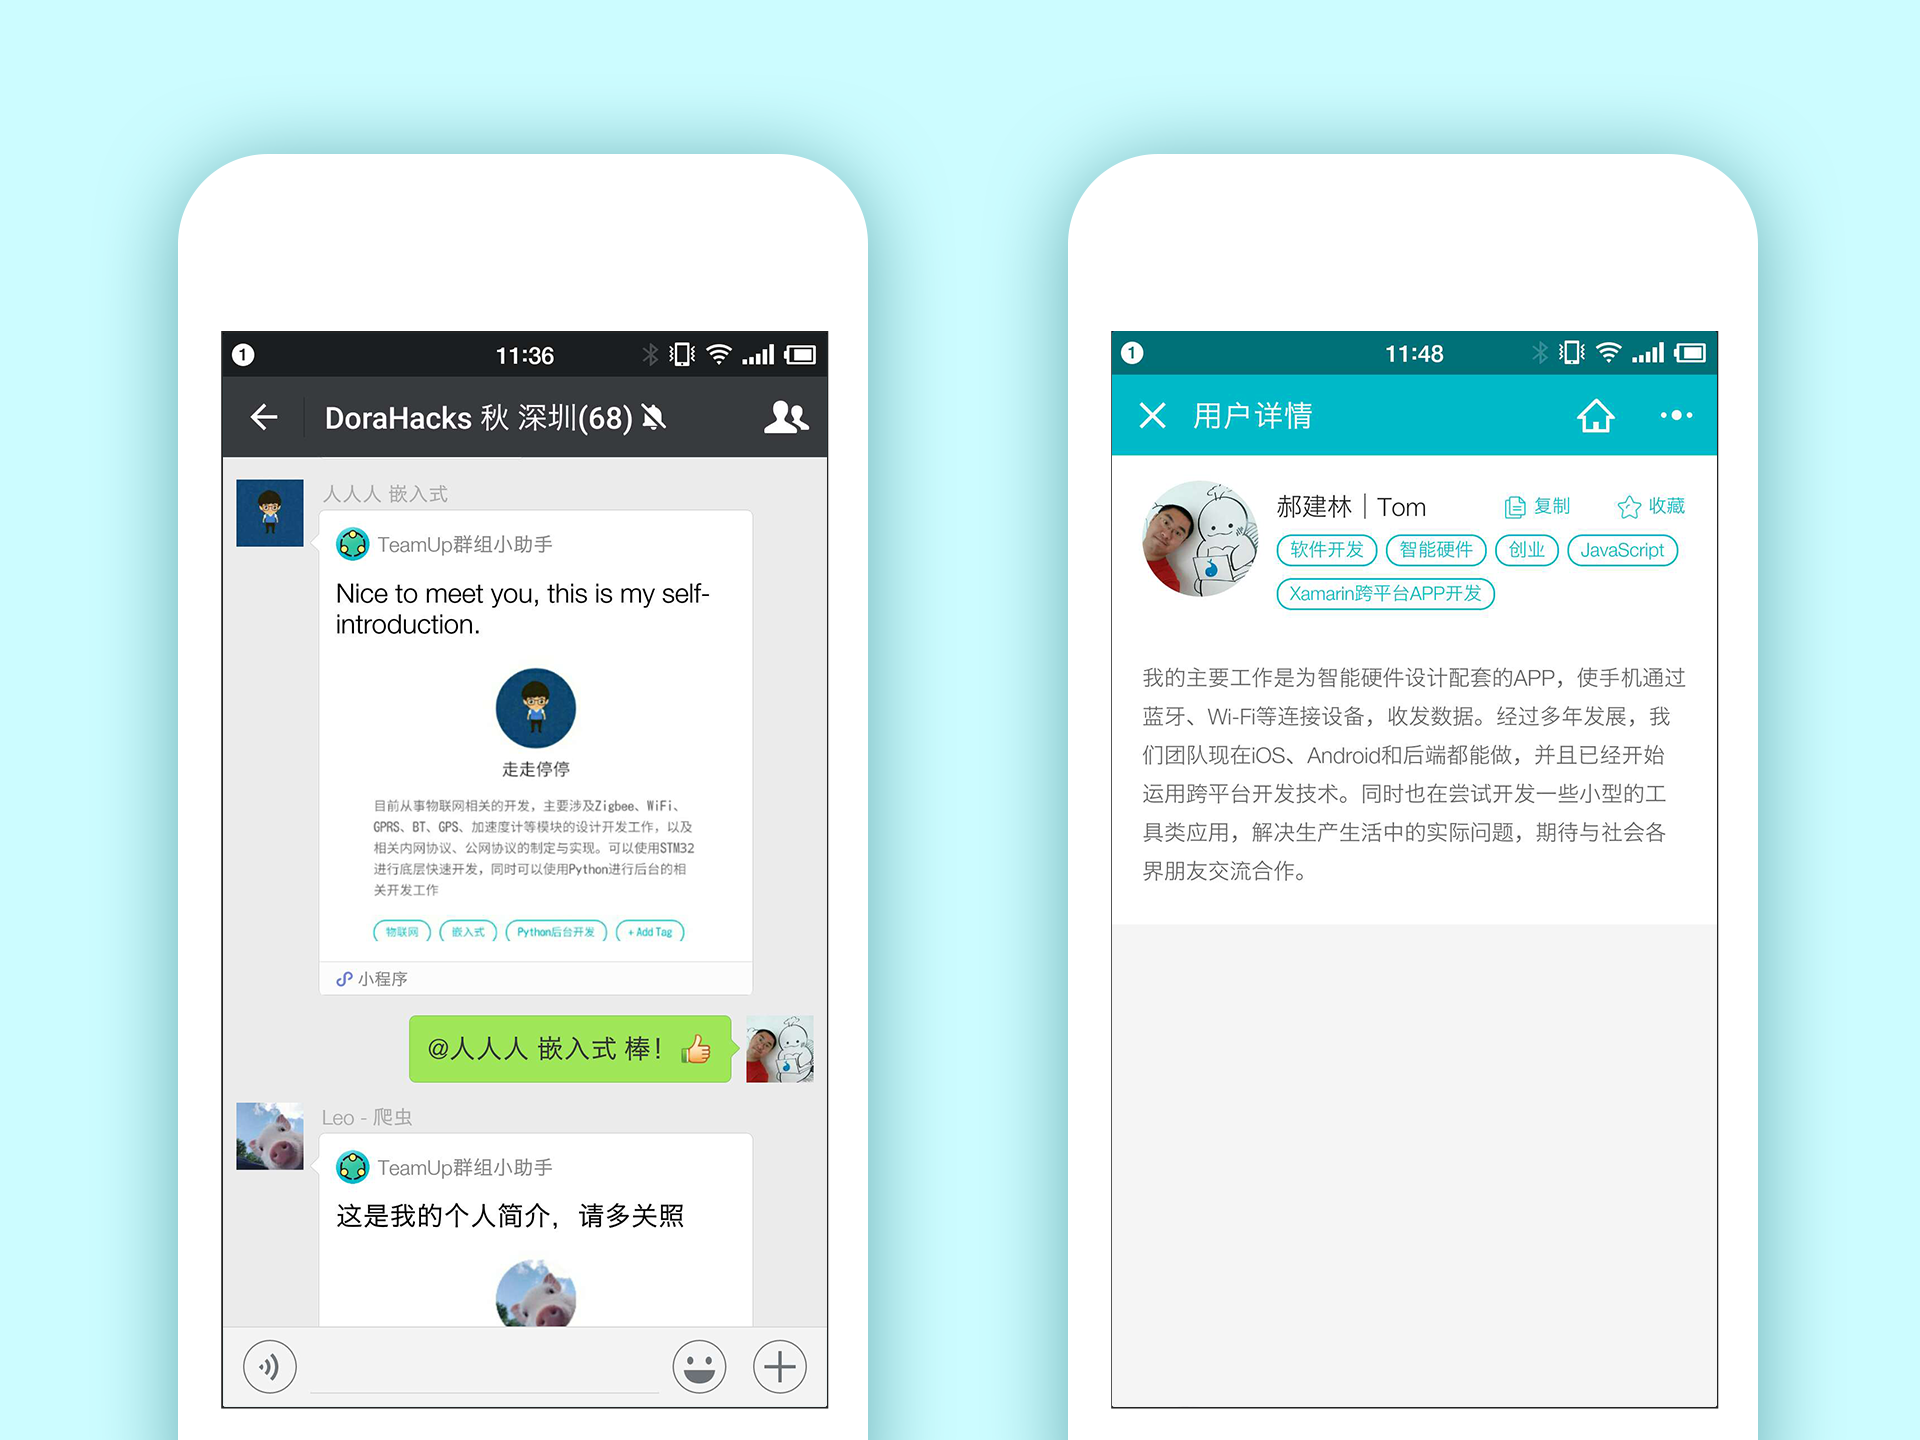 1
11:36
DoraHacks 秋 深圳(68)
人人人 嵌入式
TeamUp群组小助手
Nice to meet you, this is my self-
introduction.
走走停停
目前从事物联网相关的开发，主要涉及Zigbee、WiFi、
GPRS、BT、GPS、加速度计等模块的设计开发工作，以及
相关内网协议、公网协议的制定与实现。可以使用STM32
进行底层快速开发，同时可以使用Python进行后台的相
关开发工作
物联网 嵌入式 Python后台开发 + Add Tag
小程序
@人人人 嵌入式 棒！
Leo - 爬虫
TeamUp群组小助手
这是我的个人简介，请多关照
1
11:48
用户详情
郝建林｜Tom 复制 收藏
软件开发 智能硬件 创业 JavaScript
Xamarin跨平台APP开发
我的主要工作是为智能硬件设计配套的APP，使手机通过
蓝牙、Wi-Fi等连接设备，收发数据。经过多年发展，我
们团队现在iOS、Android和后端都能做，并且已经开始
运用跨平台开发技术。同时也在尝试开发一些小型的工
具类应用，解决生产生活中的实际问题，期待与社会各
界朋友交流合作。